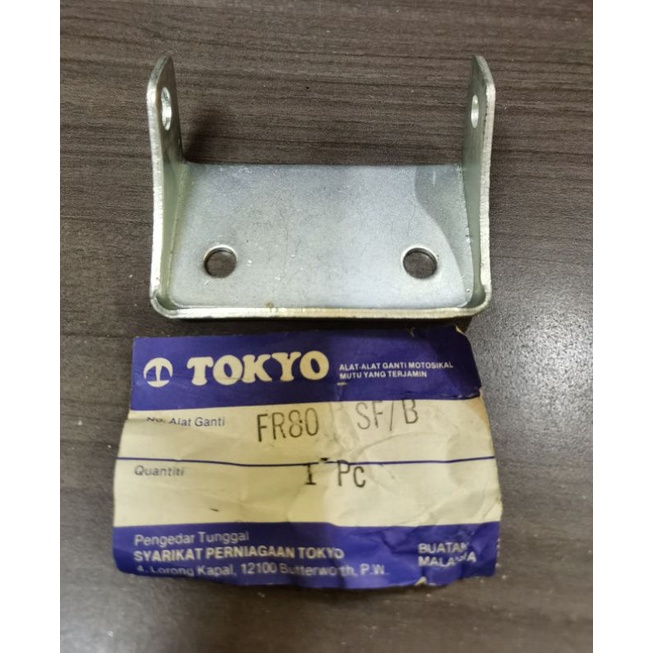 TOKYO
ALAT-ALAT GANTI MOTOSIKAL
MUTU YANG TERJAMIN
No. Alat Ganti FR80 SF/B
Quantiti 1 Pc
Pengedar Tunggal
SYARIKAT PERNIAGAAN TOKYO
4, Lorong Kapal, 12100 Butterworth, P.W.
BUATAN
MALAYSIA